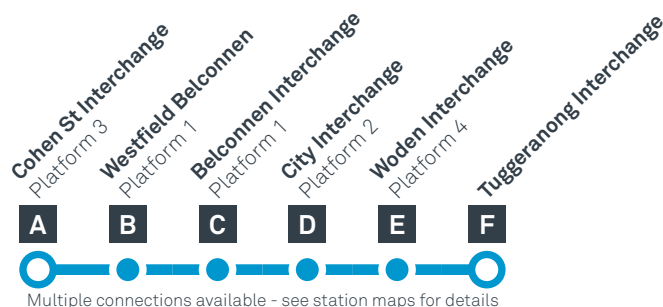 Cohen St Interchange
Platform 3
Westfield Belconnen
Platform 1
Belconnen Interchange
Platform 1
City Interchange
Platform 2
Woden Interchange
Platform 4
Tuggeranong Interchange
A
B
C
D
E
F
Multiple connections available - see station maps for details